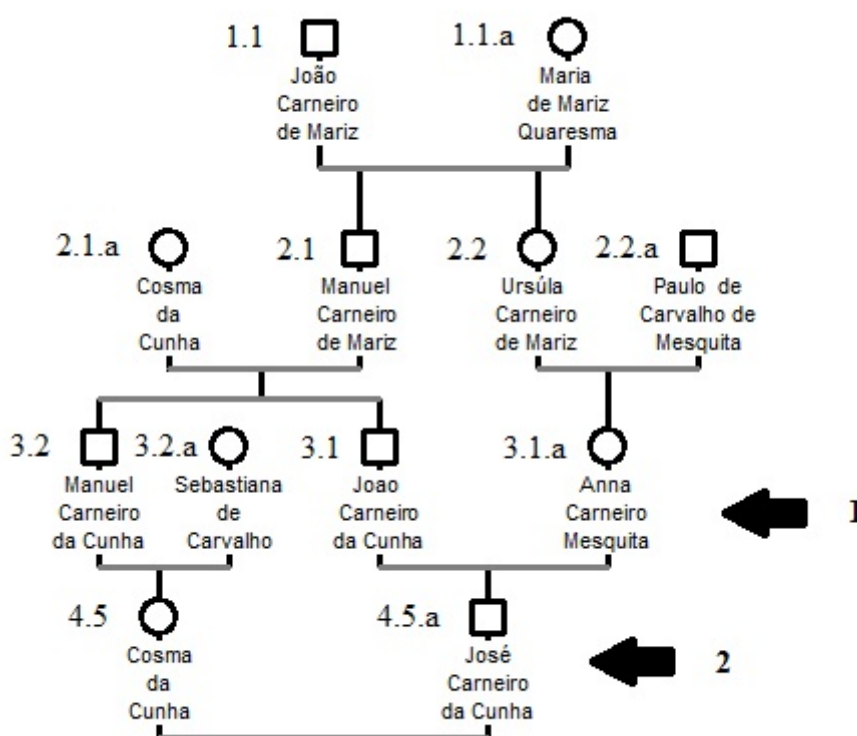 1.1
1.1.a
João
Carneiro
de Mariz
Maria
de Mariz
Quaresma
2.1.a
2.1
2.2
2.2.a
Cosma
da
Cunha
Manuel
Carneiro
de Mariz
Ursúla
Carneiro
de Mariz
Paulo de
Carvalho de
Mesquita
3.2
3.2.a
3.1
3.1.a
Manuel
Carneiro
da Cunha
Sebastiana
de
Carvalho
Joao
Carneiro
da Cunha
Anna
Carneiro
Mesquita
1
4.5
4.5.a
Cosma
da
Cunha
José
Carneiro
da Cunha
2